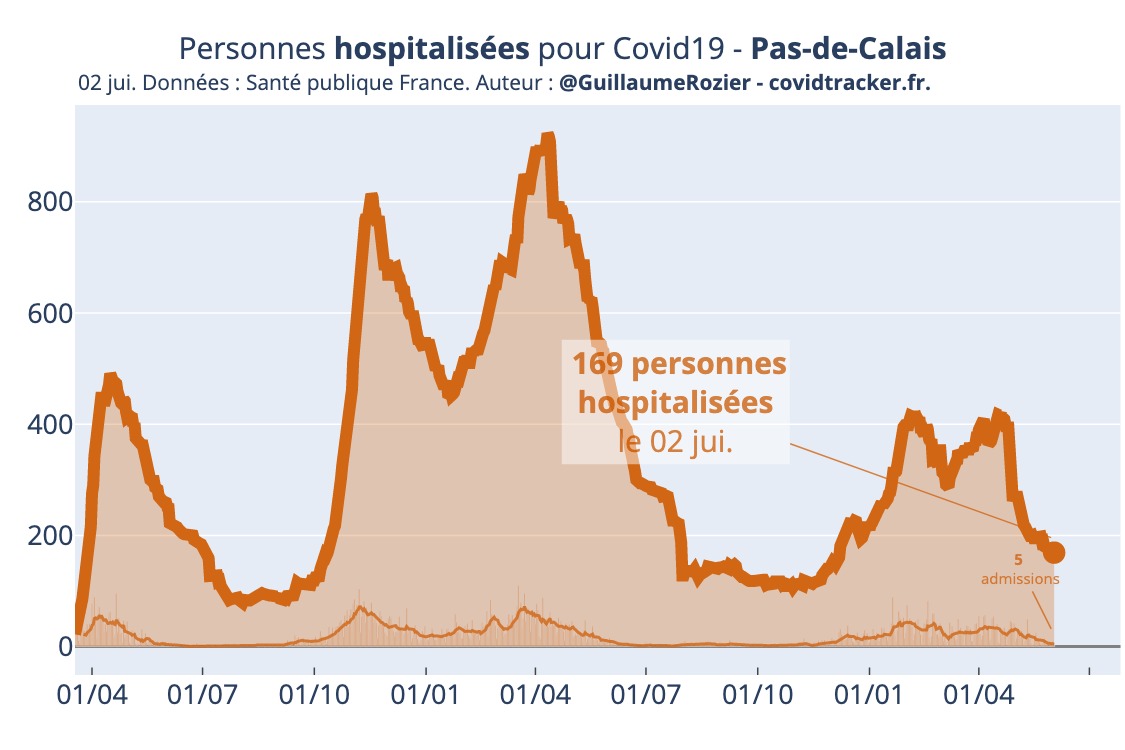 Personnes hospitalisées pour Covid19 - Pas-de-Calais
02 jui. Données : Santé publique France. Auteur : @GuillaumeRozier - covidtracker.fr.
800
600
400
200
0
169 personnes
hospitalisées
le 02 jui.
5
admissions
01/04 01/07 01/10 01/01 01/04 01/07 01/10 01/01 01/04